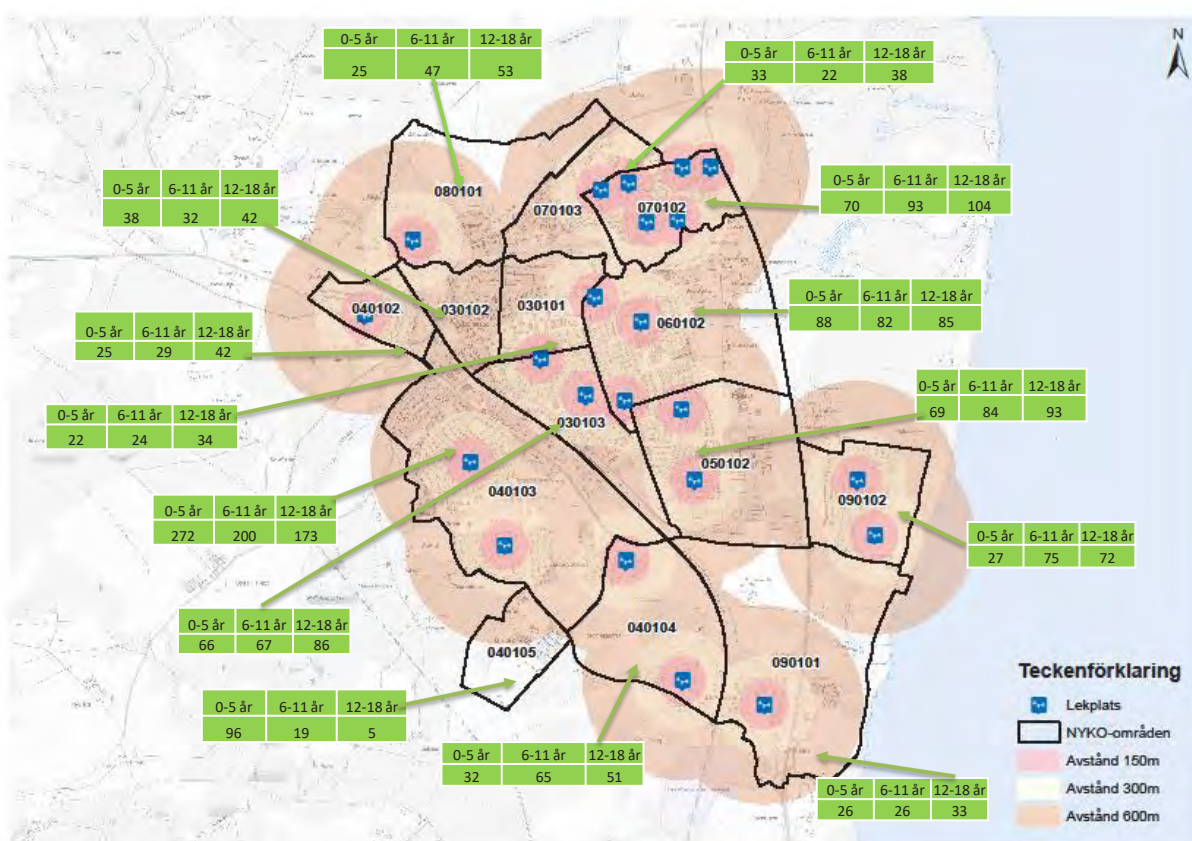 N
0-5 år 6-11 år 12-18 år
25 47 53
0-5 år 6-11 år 12-18 år
33 22 38
0-5 år 6-11 år 12-18 år
38 32 42
0-5 år 6-11 år 12-18 år
70 93 104
080101
070103
070102
0-5 år 6-11 år 12-18 år
88 82 85
040102
030102
030101
060102
0-5 år 6-11 år 12-18 år
25 29 42
0-5 år 6-11 år 12-18 år
69 84 93
0-5 år 6-11 år 12-18 år
22 24 34
030103
050102
040103
090102
0-5 år 6-11 år 12-18 år
272 200 173
0-5 år 6-11 år 12-18 år
27 75 72
0-5 år 6-11 år 12-18 år
66 67 86
040104
040105
090101
0-5 år 6-11 år 12-18 år
96 19 5
0-5 år 6-11 år 12-18 år
32 65 51
0-5 år 6-11 år 12-18 år
26 26 33
Teckenförklaring
Lekplats
NYKO-områden
Avstånd 150m
Avstånd 300m
Avstånd 600m